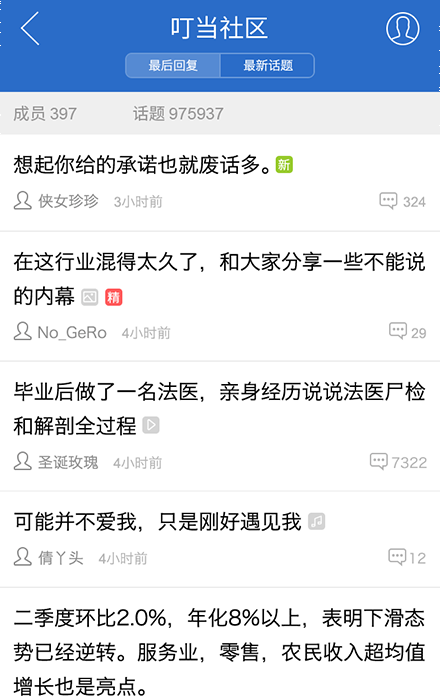 叮当社区
最后回复 最新话题
成员 397 话题 975937
想起你给的承诺也就废话多。 新
侠女珍珍 3小时前 324
在这行业混得太久了，和大家分享一些不能说
的内幕 精
No_GeRo 4小时前 29
毕业后做了一名法医，亲身经历说说法医尸检
和解剖全过程
圣诞玫瑰 4小时前 7322
可能并不爱我，只是刚好遇见我
倩丫头 4小时前 12
二季度环比2.0%，年化8%以上，表明下滑态
势已经逆转。服务业，零售，农民收入超均值
增长也是亮点。